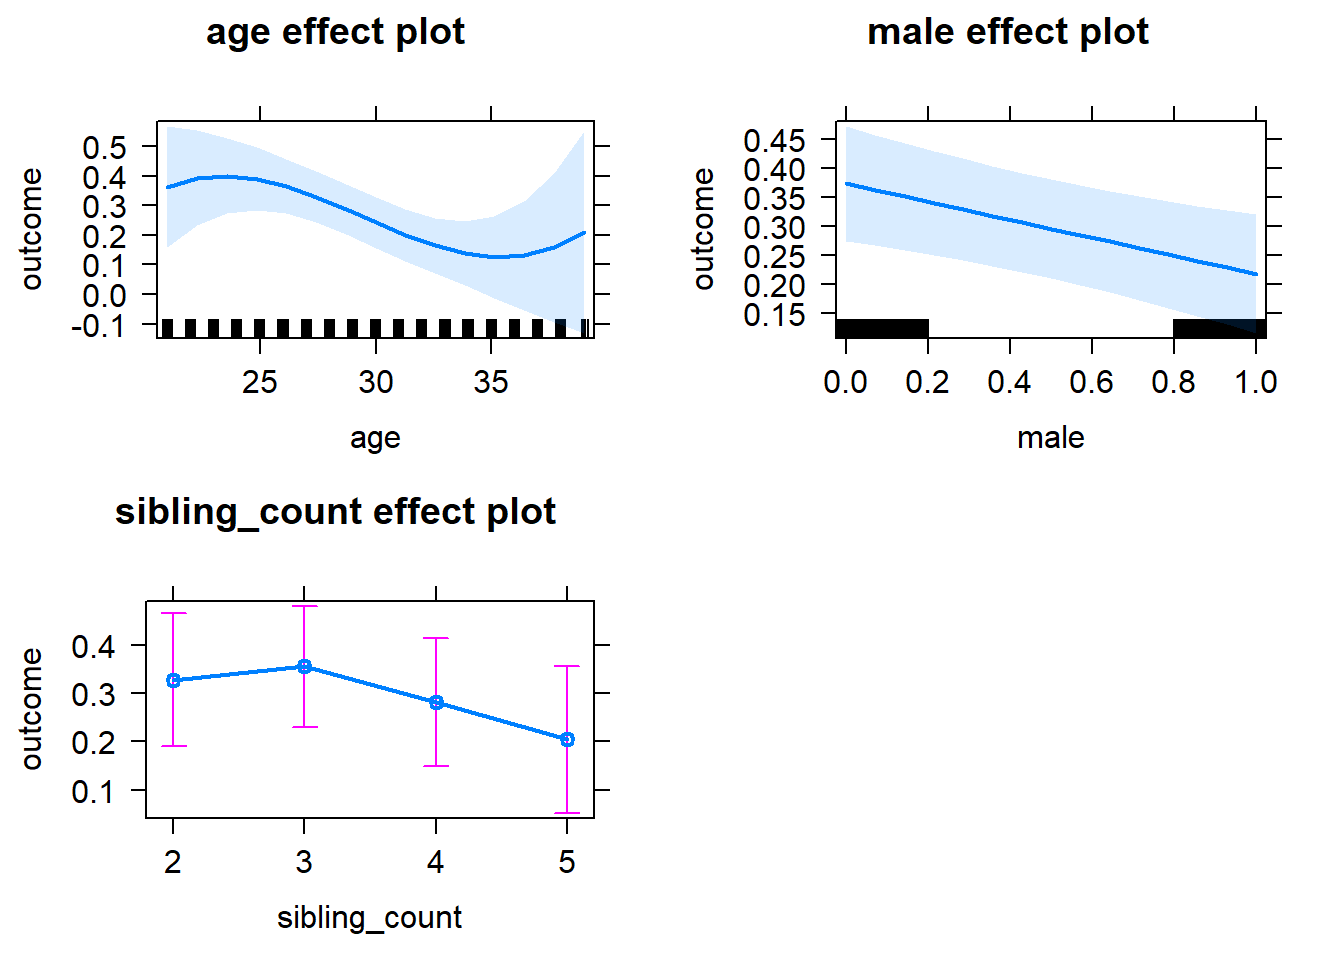 age effect plot
outcome
0.5
0.4
0.3
0.2
0.1
0.0
-0.1
25 30 35
age
male effect plot
outcome
0.45
0.40
0.35
0.30
0.25
0.20
0.15
0.0 0.2 0.4 0.6 0.8 1.0
male
sibling_count effect plot
outcome
0.4
0.3
0.2
0.1
2 3 4 5
sibling_count